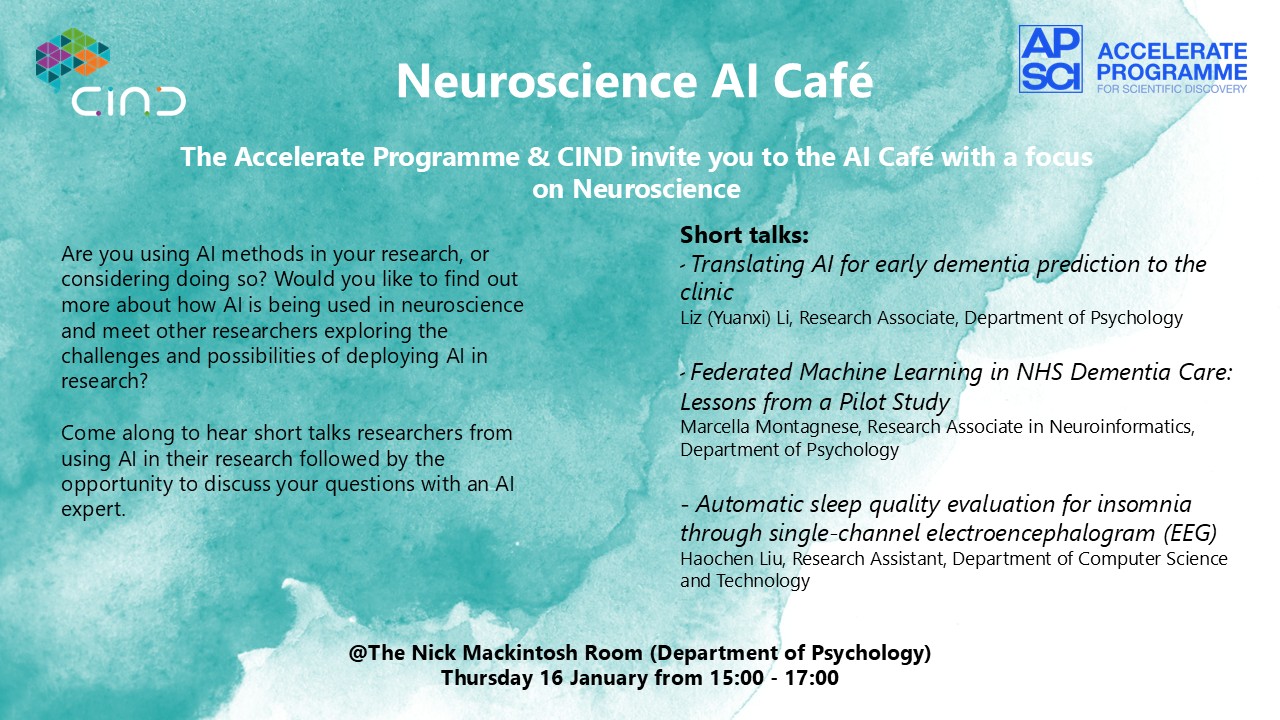 CIND
Neuroscience AI Café
AP
SCI
ACCELERATE
PROGRAMME
FOR SCIENTIFIC DISCOVERY
The Accelerate Programme & CIND invite you to the AI Café with a focus
on Neuroscience
Are you using AI methods in your research, or
considering doing so? Would you like to find out
more about how AI is being used in neuroscience
and meet other researchers exploring the
challenges and possibilities of deploying AI in
research?
Come along to hear short talks researchers from
using AI in their research followed by the
opportunity to discuss your questions with an AI
expert.
Short talks:
- Translating AI for early dementia prediction to the
clinic
Liz (Yuanxi) Li, Research Associate, Department of Psychology
- Federated Machine Learning in NHS Dementia Care:
Lessons from a Pilot Study
Marcella Montagnese, Research Associate in Neuroinformatics,
Department of Psychology
- Automatic sleep quality evaluation for insomnia
through single-channel electroencephalogram (EEG)
Haochen Liu, Research Assistant, Department of Computer Science
and Technology
@The Nick Mackintosh Room (Department of Psychology)
Thursday 16 January from 15:00 - 17:00